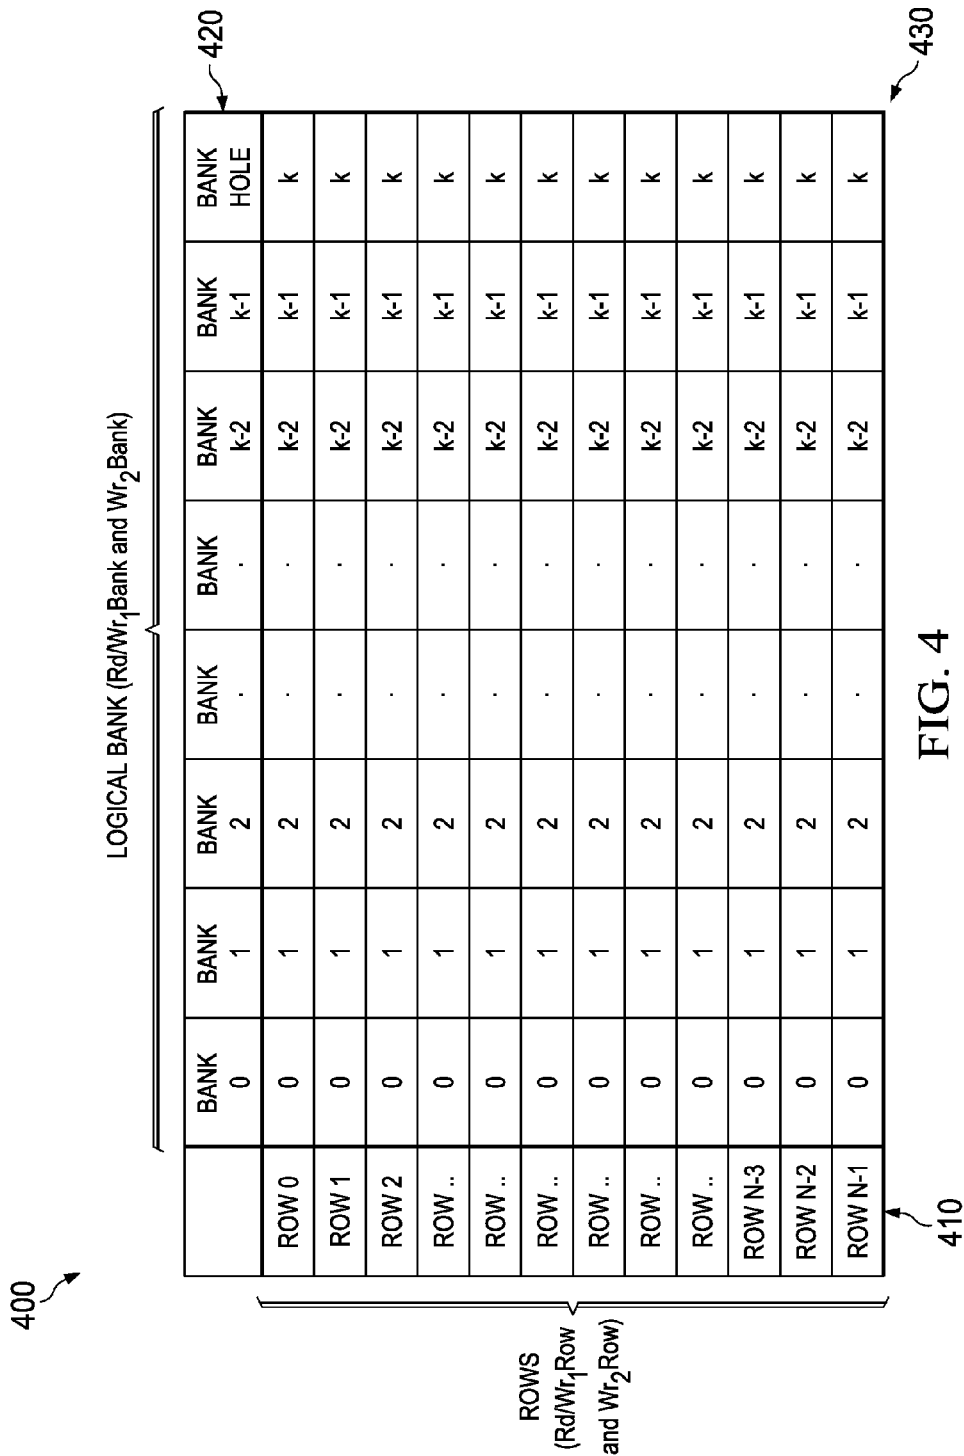 400
LOGICAL BANK (Rd/Wr1Bank and Wr2Bank)
420
BANK 0 BANK 1 BANK 2 BANK . BANK . BANK k-2 BANK k-1 BANK HOLE
ROWS
(Rd/Wr1Row
and Wr2Row)
ROW 0 0 1 2 . . k-2 k-1 k
ROW 1 0 1 2 . . k-2 k-1 k
ROW 2 0 1 2 . . k-2 k-1 k
ROW .. 0 1 2 . . k-2 k-1 k
ROW .. 0 1 2 . . k-2 k-1 k
ROW .. 0 1 2 . . k-2 k-1 k
ROW .. 0 1 2 . . k-2 k-1 k
ROW .. 0 1 2 . . k-2 k-1 k
ROW .. 0 1 2 . . k-2 k-1 k
ROW N-3 0 1 2 . . k-2 k-1 k
ROW N-2 0 1 2 . . k-2 k-1 k
ROW N-1 0 1 2 . . k-2 k-1 k
410
430
FIG. 4